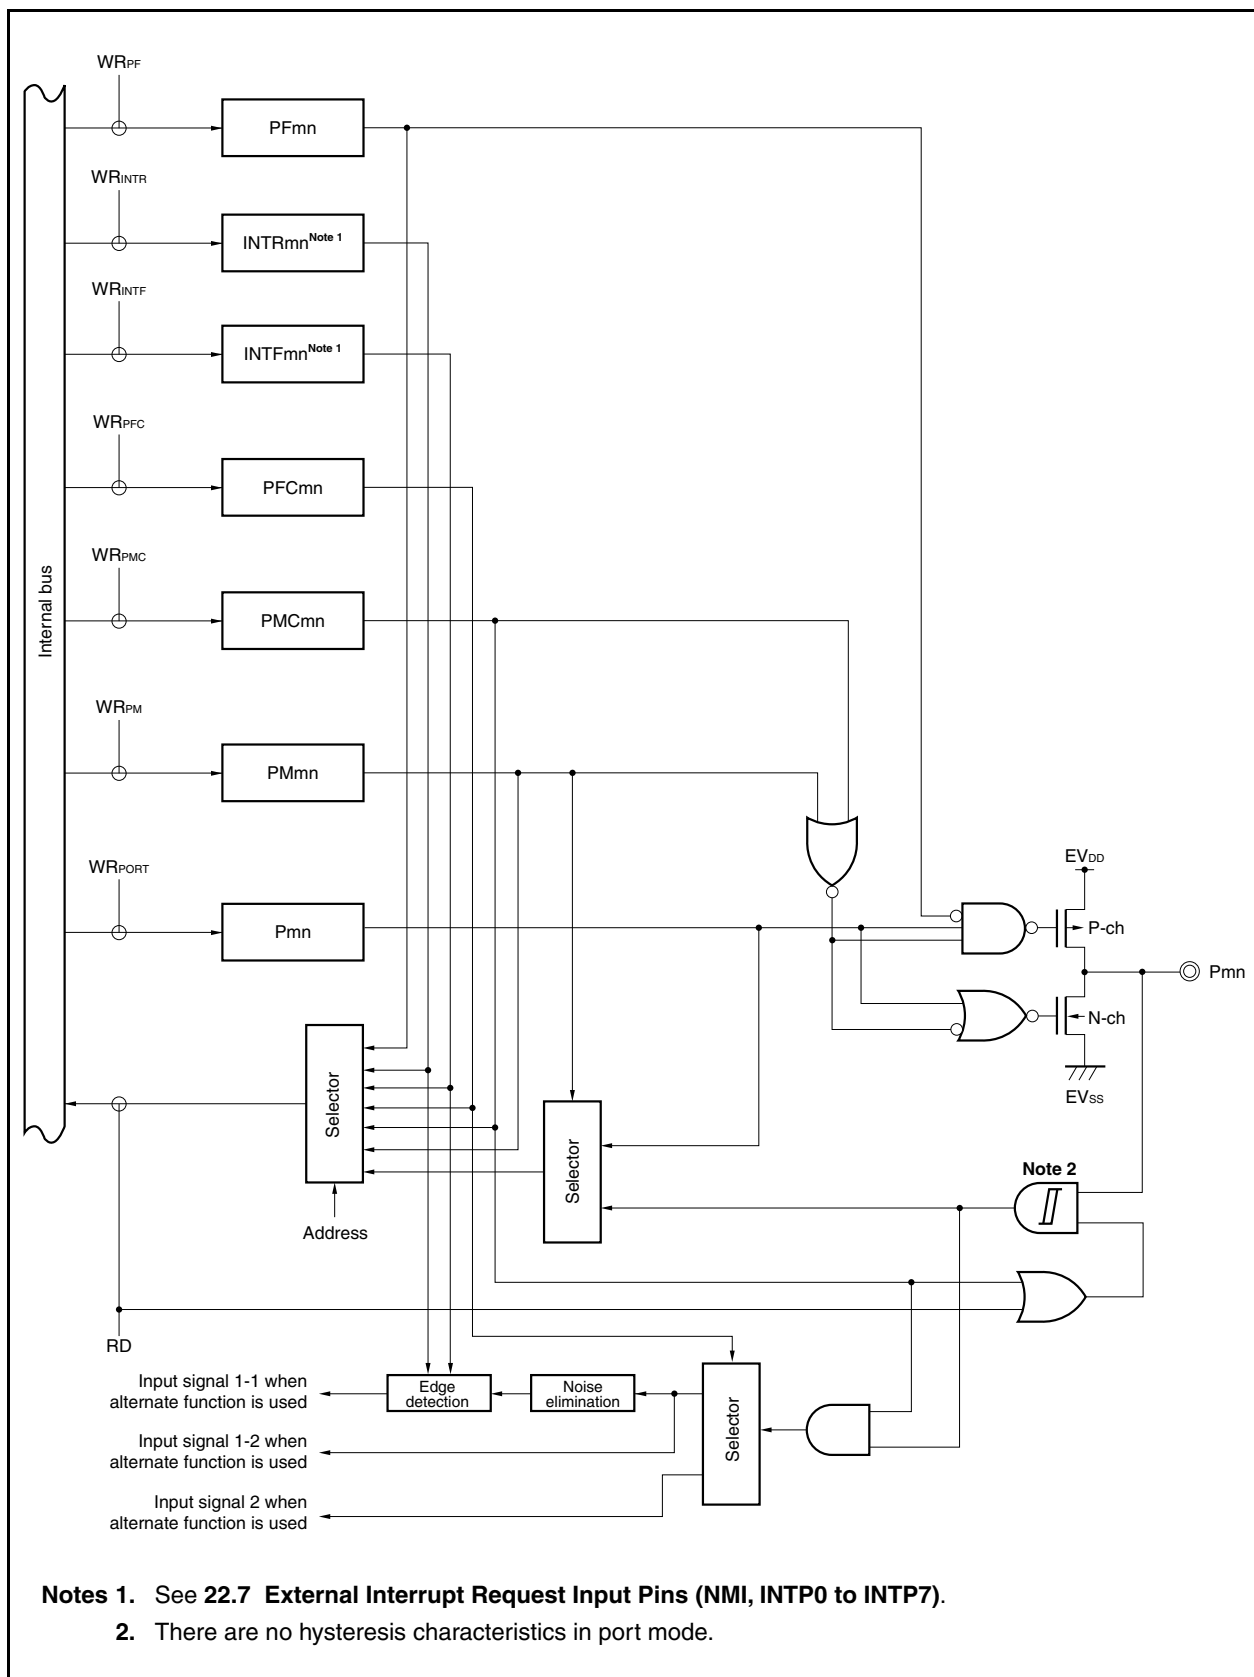 WRPF
PFmn
WRINTR
INTRmnNote 1
WRINTF
INTFmnNote 1
WRPFC
PFCmn
WRPMC
PMCmn
Internal bus
WRPM
PMmn
WRPORT
Pmn
EVDD
P-ch
Pmn
N-ch
EVSS
Selector
Selector
Note 2
Address
RD
Input signal 1-1 when
alternate function is used
Edge
detection
Noise
elimination
Selector
Input signal 1-2 when
alternate function is used
Input signal 2 when
alternate function is used
Notes 1. See 22.7 External Interrupt Request Input Pins (NMI, INTP0 to INTP7).
2. There are no hysteresis characteristics in port mode.